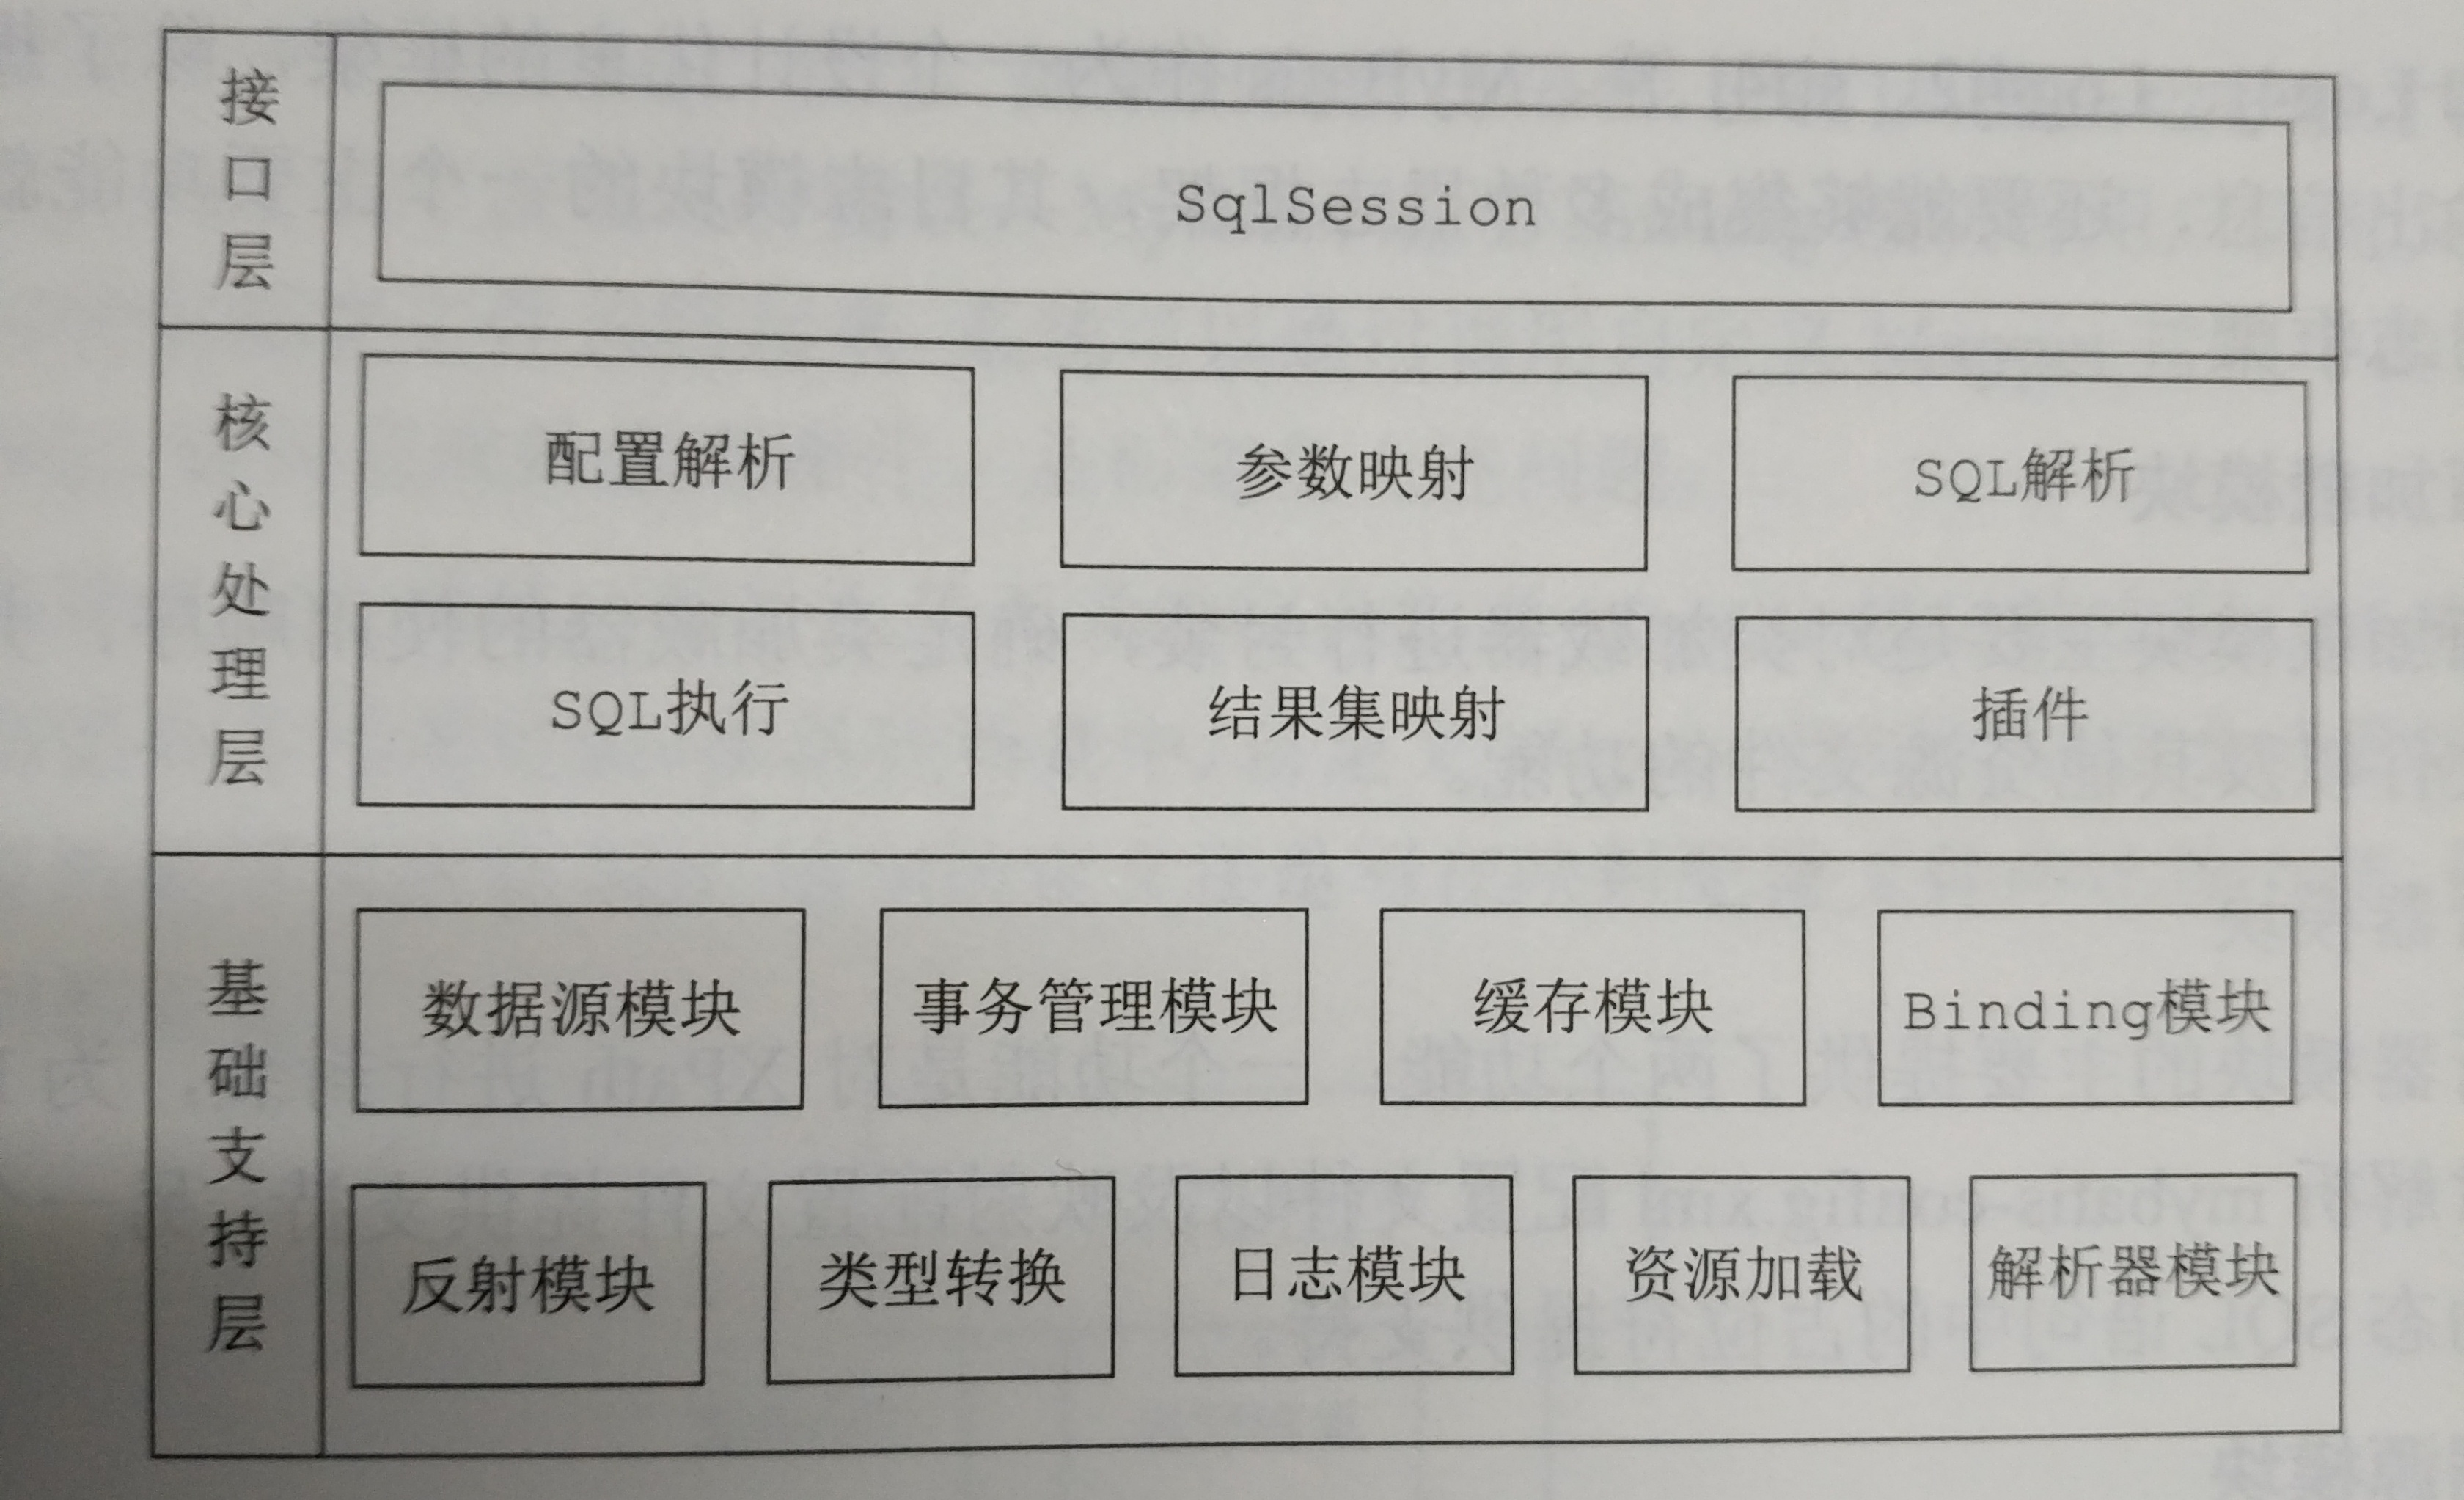 接口层
SqlSession
核心处理层
配置解析
参数映射
SQL解析
SQL执行
结果集映射
插件
基础支持层
数据源模块
事务管理模块
缓存模块
Binding模块
反射模块
类型转换
日志模块
资源加载
解析器模块